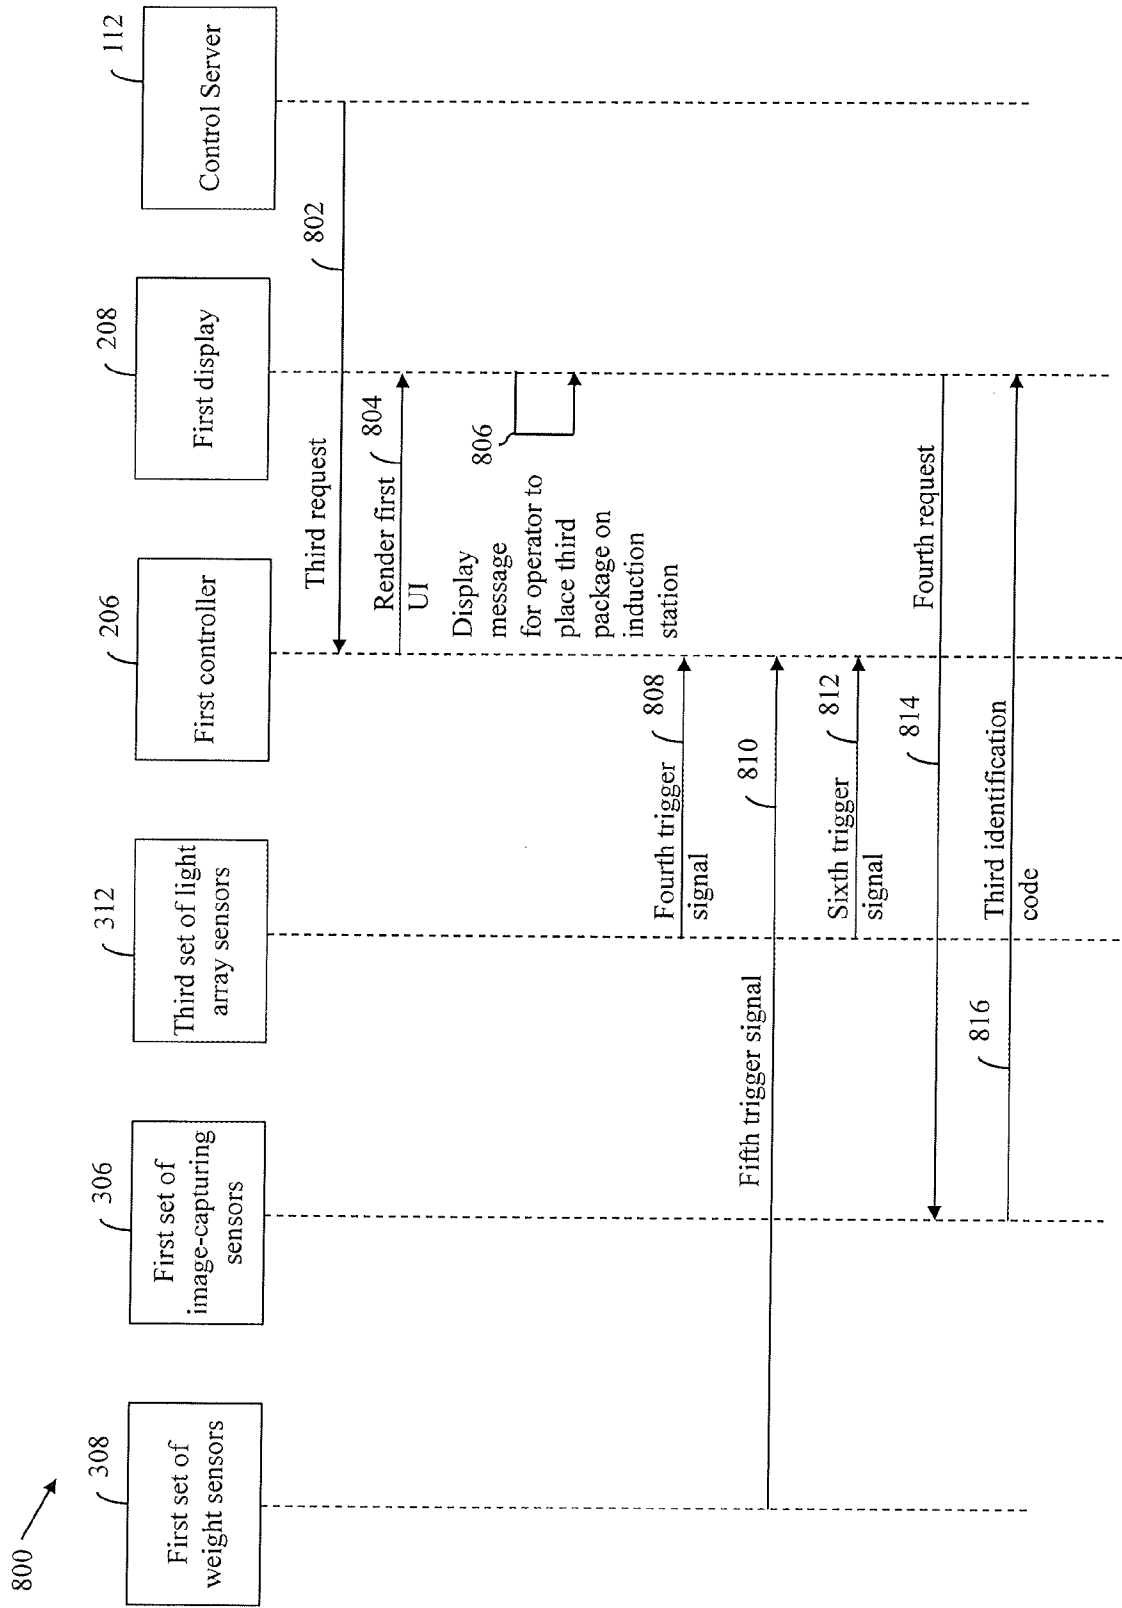 800
308
First set of
weight sensors
306
First set of
image-capturing
sensors
312
Third set of light
array sensors
206
First controller
208
First display
112
Control Server
Third request
802
Render first
UI
804
Display
message
for operator to
place third
package on
induction
station
806
Fourth trigger
signal
808
Fifth trigger signal
810
Sixth trigger
signal
812
Fourth request
814
Third identification
code
816